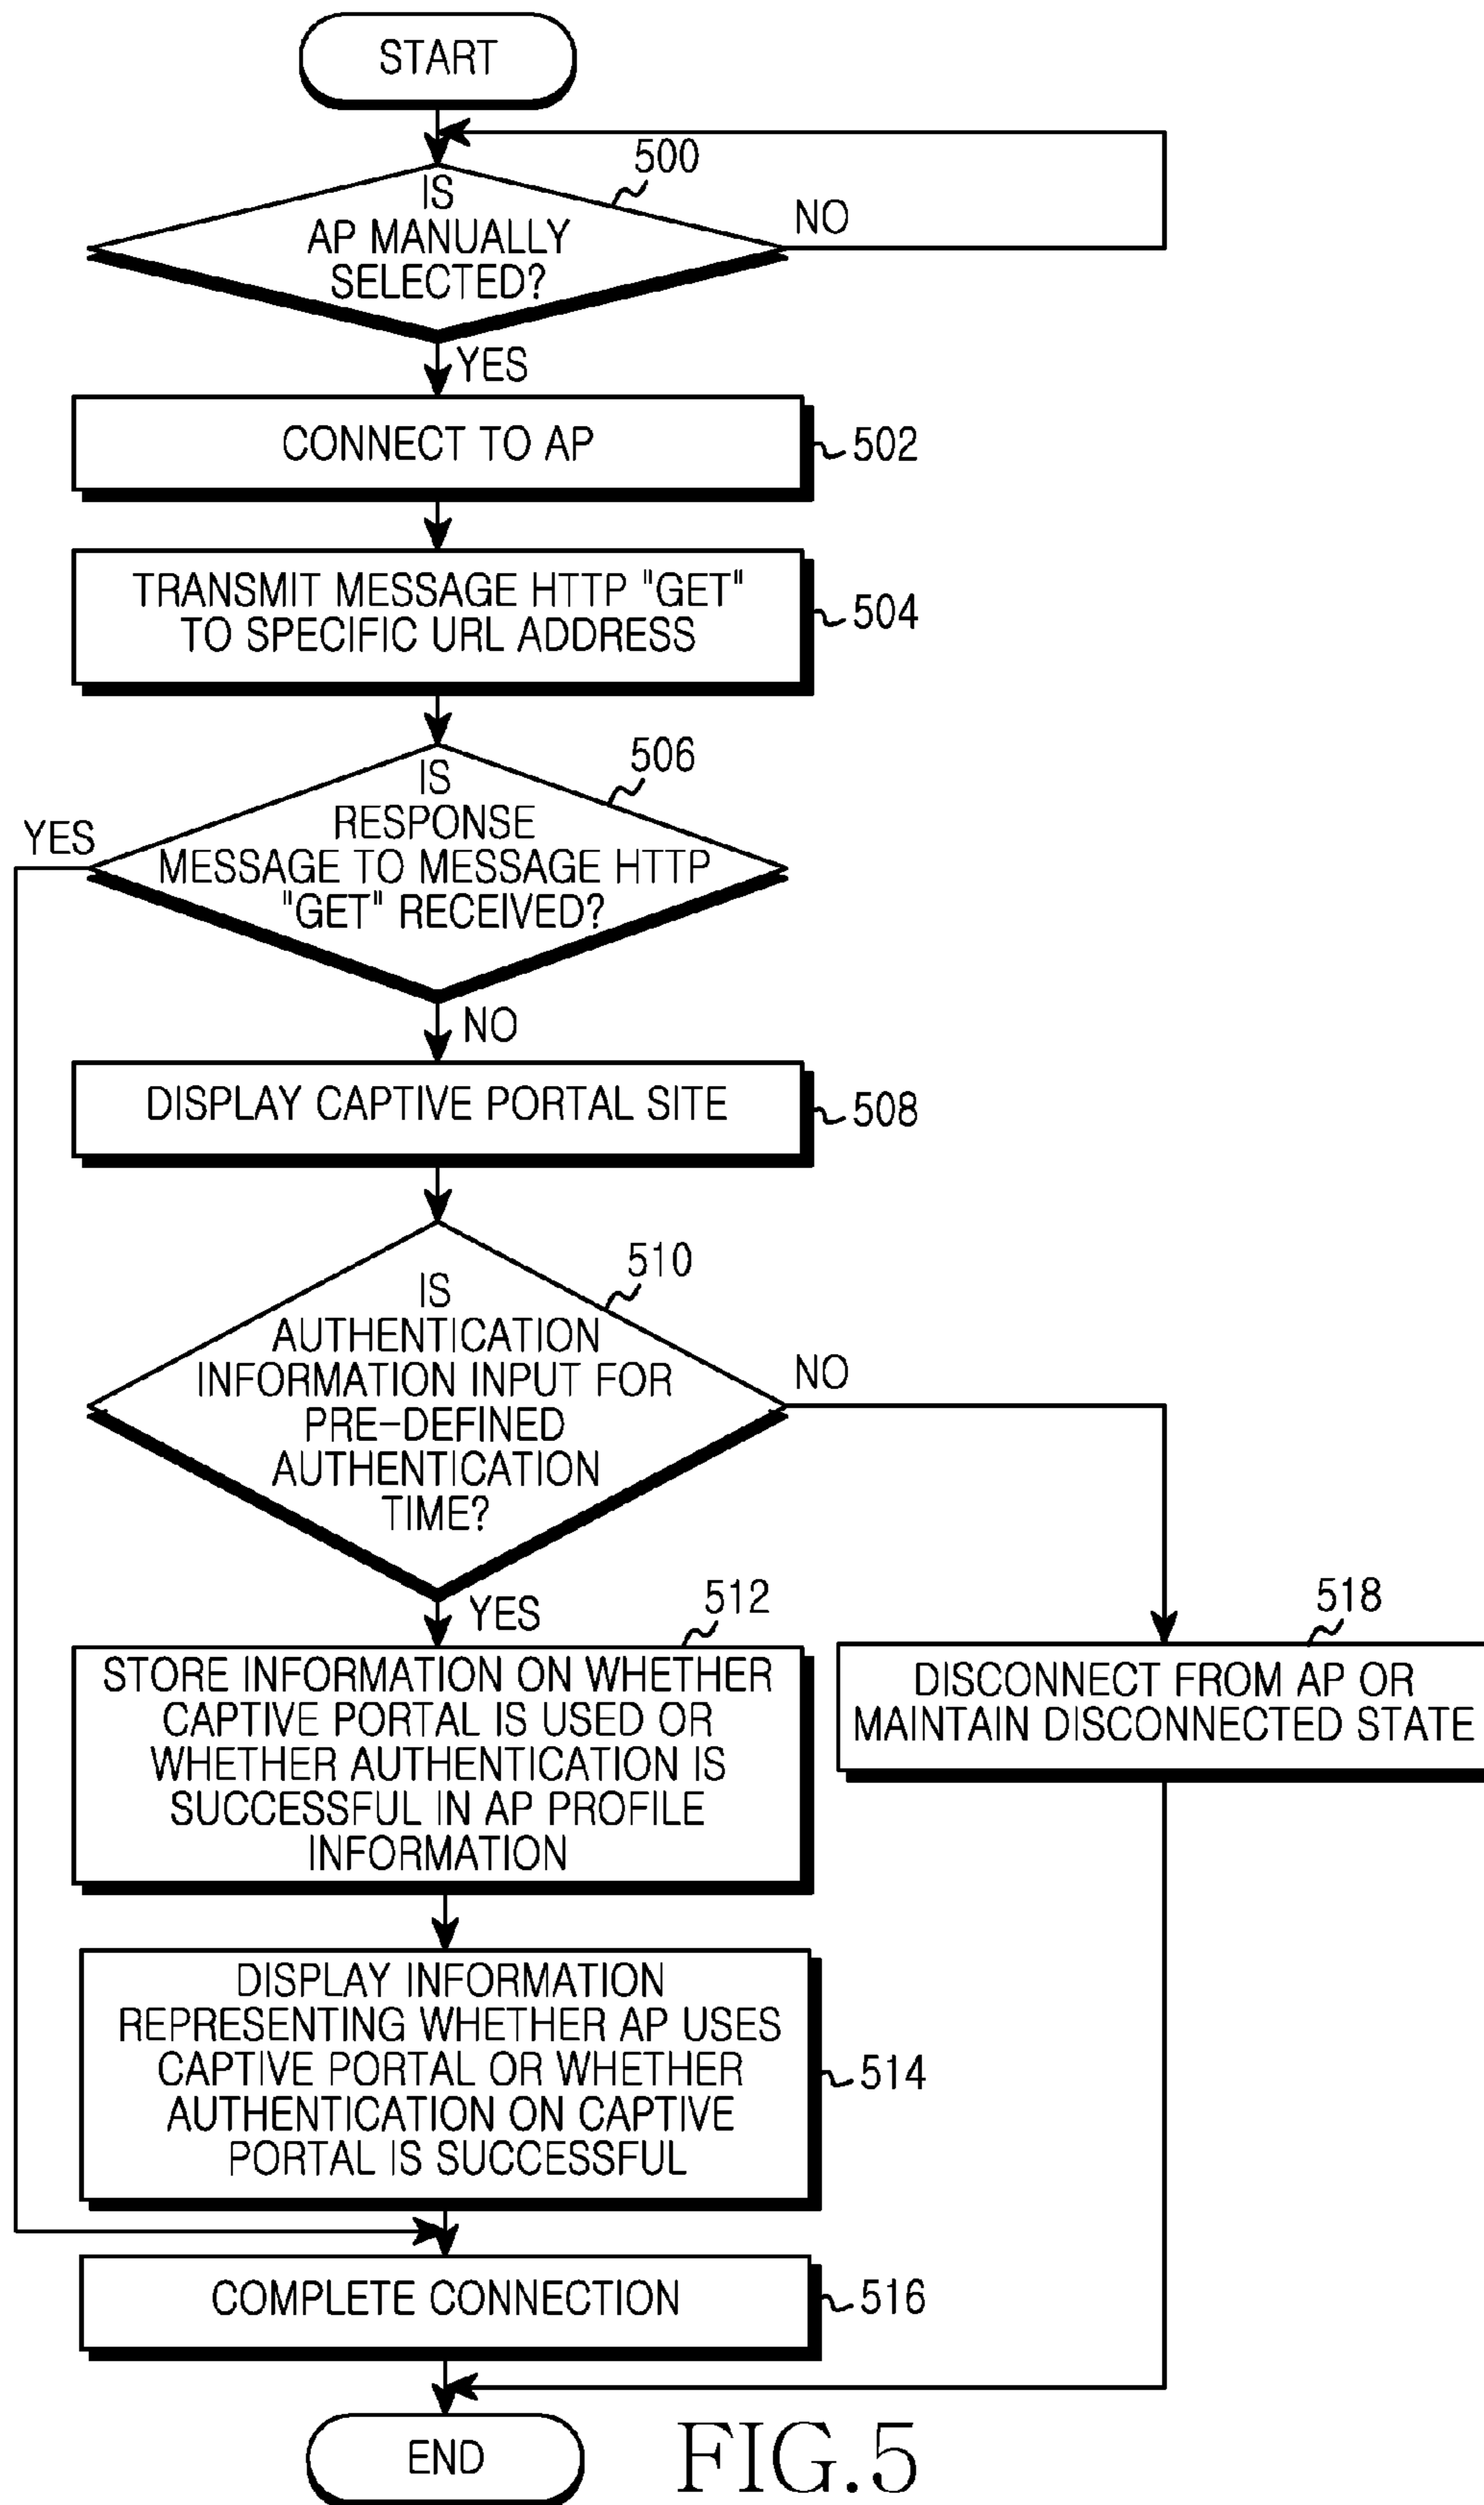 START
500
IS
AP MANUALLY
SELECTED?
NO
YES
CONNECT TO AP
502
TRANSMIT MESSAGE HTTP "GET"
TO SPECIFIC URL ADDRESS
504
506
IS
RESPONSE
MESSAGE TO MESSAGE HTTP
"GET" RECEIVED?
YES
NO
DISPLAY CAPTIVE PORTAL SITE
508
510
IS
AUTHENTICATION
INFORMATION INPUT FOR
PRE-DEFINED
AUTHENTICATION
TIME?
NO
YES
512
STORE INFORMATION ON WHETHER
CAPTIVE PORTAL IS USED OR
WHETHER AUTHENTICATION IS
SUCCESSFUL IN AP PROFILE
INFORMATION
518
DISCONNECT FROM AP OR
MAINTAIN DISCONNECTED STATE
DISPLAY INFORMATION
REPRESENTING WHETHER AP USES
CAPTIVE PORTAL OR WHETHER
AUTHENTICATION ON CAPTIVE
PORTAL IS SUCCESSFUL
514
COMPLETE CONNECTION
516
END
FIG.5